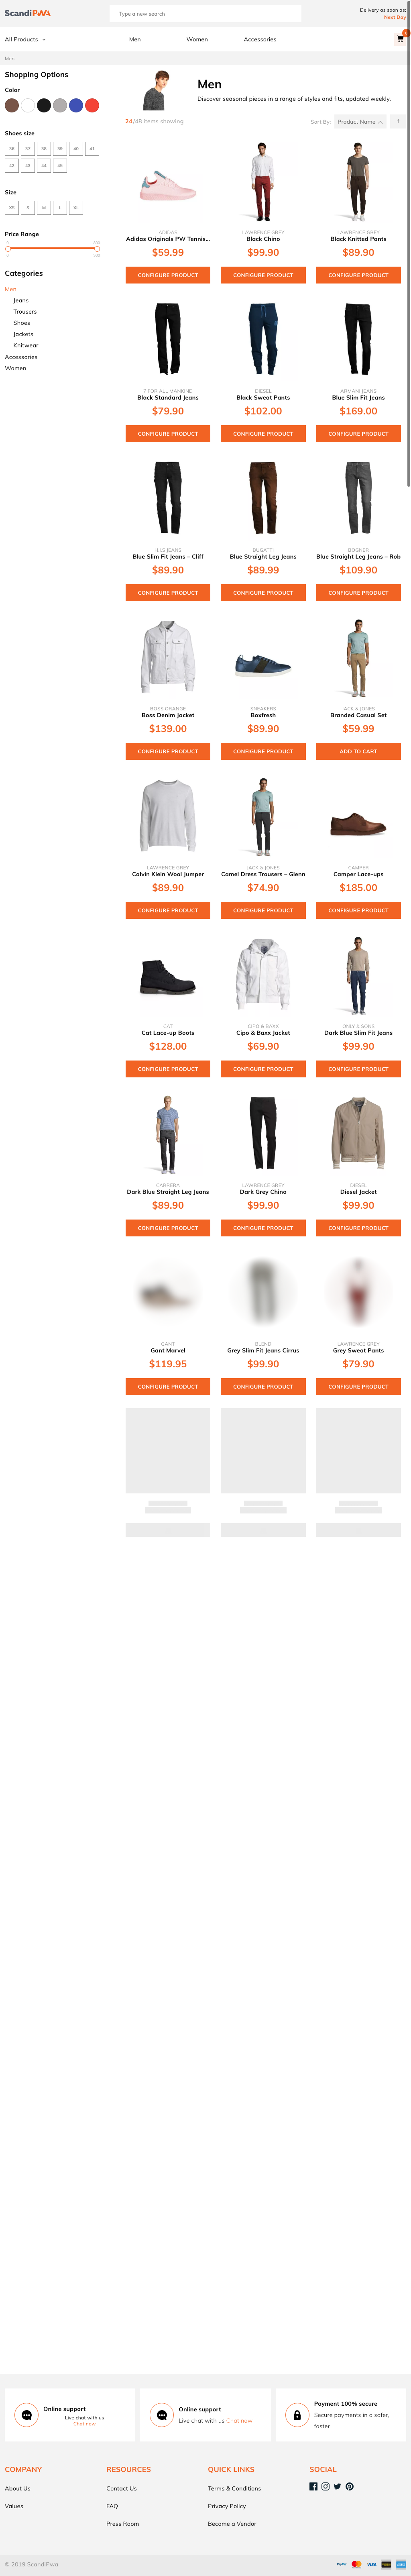 ScandiPWA
Type a new search
Delivery as soon as:
Next Day
All Products
Men
Women
Accessories
Men
Shopping Options
Color
Shoes size
36 37 38 39 40 41
42 43 44 45
Size
XS S M L XL
Price Range
Categories
Men
Jeans
Trousers
Shoes
Jackets
Knitwear
Accessories
Women
Men
Discover seasonal pieces in a range of styles and fits, updated weekly.
24/48 items showing
Sort By: Product Name
ADIDAS
Adidas Originals PW Tennis...
$59.99
CONFIGURE PRODUCT
LAWRENCE GREY
Black Chino
$99.90
CONFIGURE PRODUCT
LAWRENCE GREY
Black Knitted Pants
$89.90
CONFIGURE PRODUCT
7 FOR ALL MANKIND
Black Standard Jeans
$79.90
CONFIGURE PRODUCT
DIESEL
Black Sweat Pants
$102.00
CONFIGURE PRODUCT
ARMANI JEANS
Blue Slim Fit Jeans
$169.00
CONFIGURE PRODUCT
H.I.S JEANS
Blue Slim Fit Jeans – Cliff
$89.90
CONFIGURE PRODUCT
BUGATTI
Blue Straight Leg Jeans
$89.99
CONFIGURE PRODUCT
BOGNER
Blue Straight Leg Jeans – Rob
$109.90
CONFIGURE PRODUCT
BOSS ORANGE
Boss Denim Jacket
$139.00
CONFIGURE PRODUCT
SNEAKERS
Boxfresh
$89.90
CONFIGURE PRODUCT
JACK & JONES
Branded Casual Set
$59.99
ADD TO CART
LAWRENCE GREY
Calvin Klein Wool Jumper
$89.90
CONFIGURE PRODUCT
JACK & JONES
Camel Dress Trousers – Glenn
$74.90
CONFIGURE PRODUCT
CAMPER
Camper Lace-ups
$185.00
CONFIGURE PRODUCT
CAT
Cat Lace-up Boots
$128.00
CONFIGURE PRODUCT
CIPO & BAXX
Cipo & Baxx Jacket
$69.90
CONFIGURE PRODUCT
ONLY & SONS
Dark Blue Slim Fit Jeans
$99.90
CONFIGURE PRODUCT
CARRERA
Dark Blue Straight Leg Jeans
$89.90
CONFIGURE PRODUCT
LAWRENCE GREY
Dark Grey Chino
$99.90
CONFIGURE PRODUCT
DIESEL
Diesel Jacket
$99.90
CONFIGURE PRODUCT
GANT
Gant Marvel
$119.95
CONFIGURE PRODUCT
BLEND
Grey Slim Fit Jeans Cirrus
$99.90
CONFIGURE PRODUCT
LAWRENCE GREY
Grey Sweat Pants
$79.90
CONFIGURE PRODUCT
Online support
Live chat with us
Chat now
Online support
Live chat with us Chat now
Payment 100% secure
Secure payments in a safer,
faster
COMPANY
About Us
Values
RESOURCES
Contact Us
FAQ
Press Room
QUICK LINKS
Terms & Conditions
Privacy Policy
Become a Vendor
SOCIAL
© 2019 ScandiPwa
PayPal
VISA